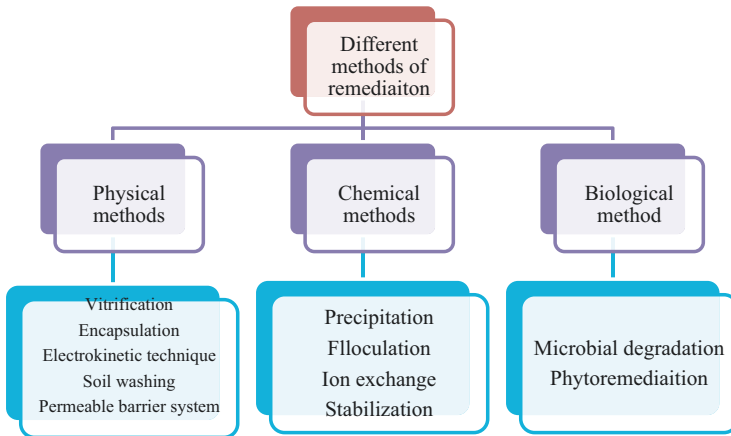 Different
methods of
remediaiton
Physical
methods
Chemical
methods
Biological
method
Vitrification
Encapsulation
Electrokinetic technique
Soil washing
Permeable barrier system
Precipitation
Flloculation
Ion exchange
Stabilization
Microbial degradation
Phytoremediaition